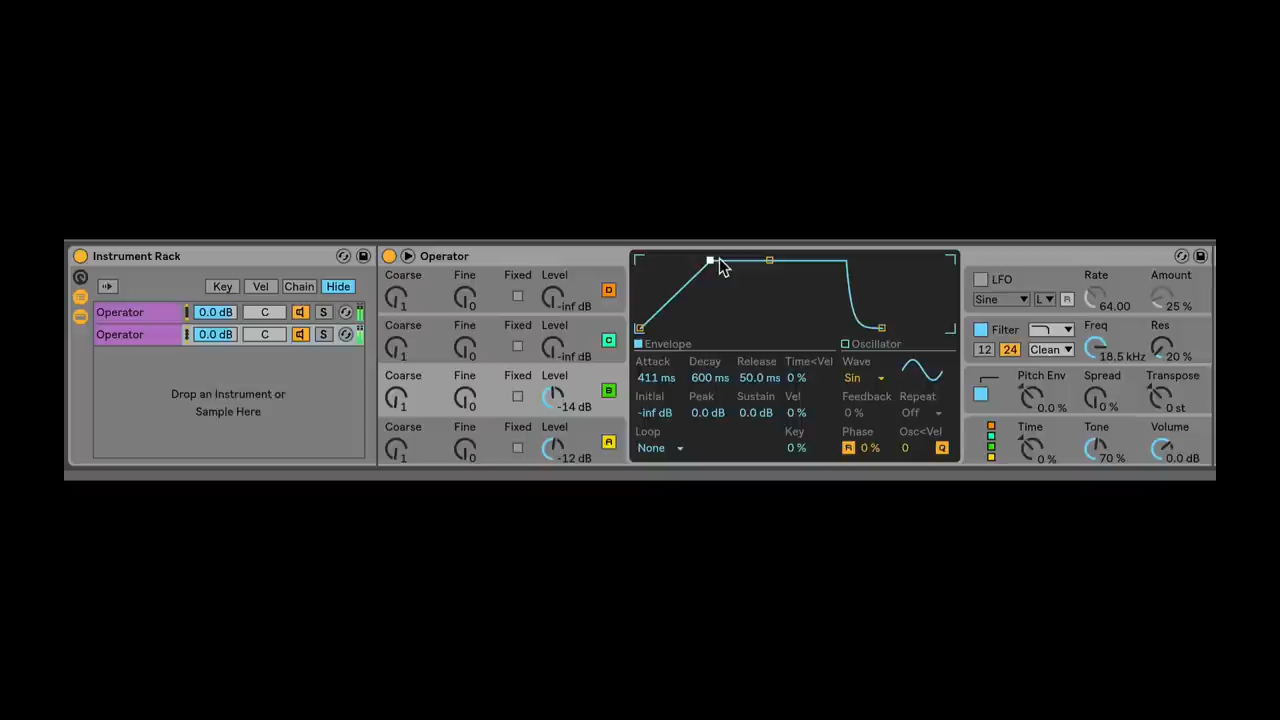 Instrument Rack
Key Vel Chain Hide
Operator 0.0 dB C S
Operator 0.0 dB C S
Drop an Instrument or
Sample Here
Operator
Coarse Fine Fixed Level
1 0 -inf dB D
Coarse Fine Fixed Level
1 0 -inf dB C
Coarse Fine Fixed Level
1 0 -14 dB B
Coarse Fine Fixed Level
1 0 -12 dB A
Envelope Oscillator
Attack Decay Release Time<Vel Wave
411 ms 600 ms 50.0 ms 0 % Sin
Initial Peak Sustain Vel Feedback Repeat
-inf dB 0.0 dB 0.0 dB 0 % 0 % Off
Loop Key Phase Osc<Vel
None 0 % R 0 % 0 Q
LFO Rate Amount
Sine L R 64.00 25 %
Filter Freq Res
12 24 Clean 18.5 kHz 20 %
Pitch Env Spread Transpose
0.0 % 0 % 0 st
Time Tone Volume
0 % 70 % 0.0 dB